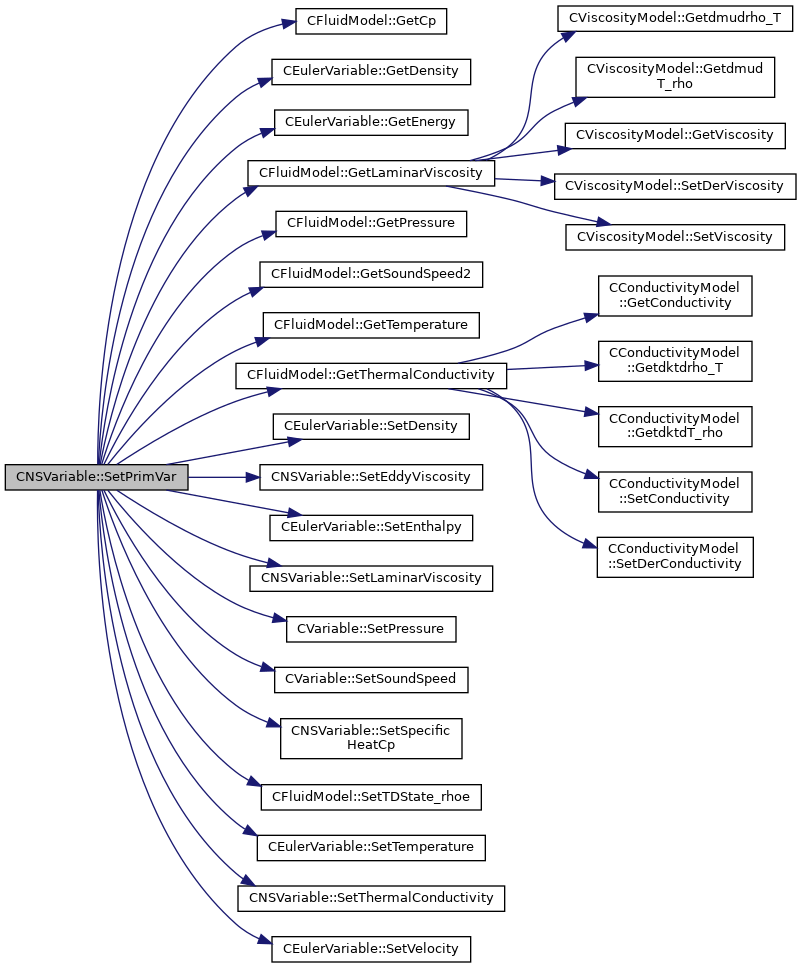 CNSVariable::SetPrimVar
CFluidModel::GetCp
CEulerVariable::GetDensity
CEulerVariable::GetEnergy
CFluidModel::GetLaminarViscosity
CFluidModel::GetPressure
CFluidModel::GetSoundSpeed2
CFluidModel::GetTemperature
CFluidModel::GetThermalConductivity
CEulerVariable::SetDensity
CNSVariable::SetEddyViscosity
CEulerVariable::SetEnthalpy
CNSVariable::SetLaminarViscosity
CVariable::SetPressure
CVariable::SetSoundSpeed
CNSVariable::SetSpecific
HeatCp
CFluidModel::SetTDState_rhoe
CEulerVariable::SetTemperature
CNSVariable::SetThermalConductivity
CEulerVariable::SetVelocity
CViscosityModel::Getdmudrho_T
CViscosityModel::Getdmud
T_rho
CViscosityModel::GetViscosity
CViscosityModel::SetDerViscosity
CViscosityModel::SetViscosity
CConductivityModel
::GetConductivity
CConductivityModel
::Getdktdrho_T
CConductivityModel
::GetdktdT_rho
CConductivityModel
::SetConductivity
CConductivityModel
::SetDerConductivity